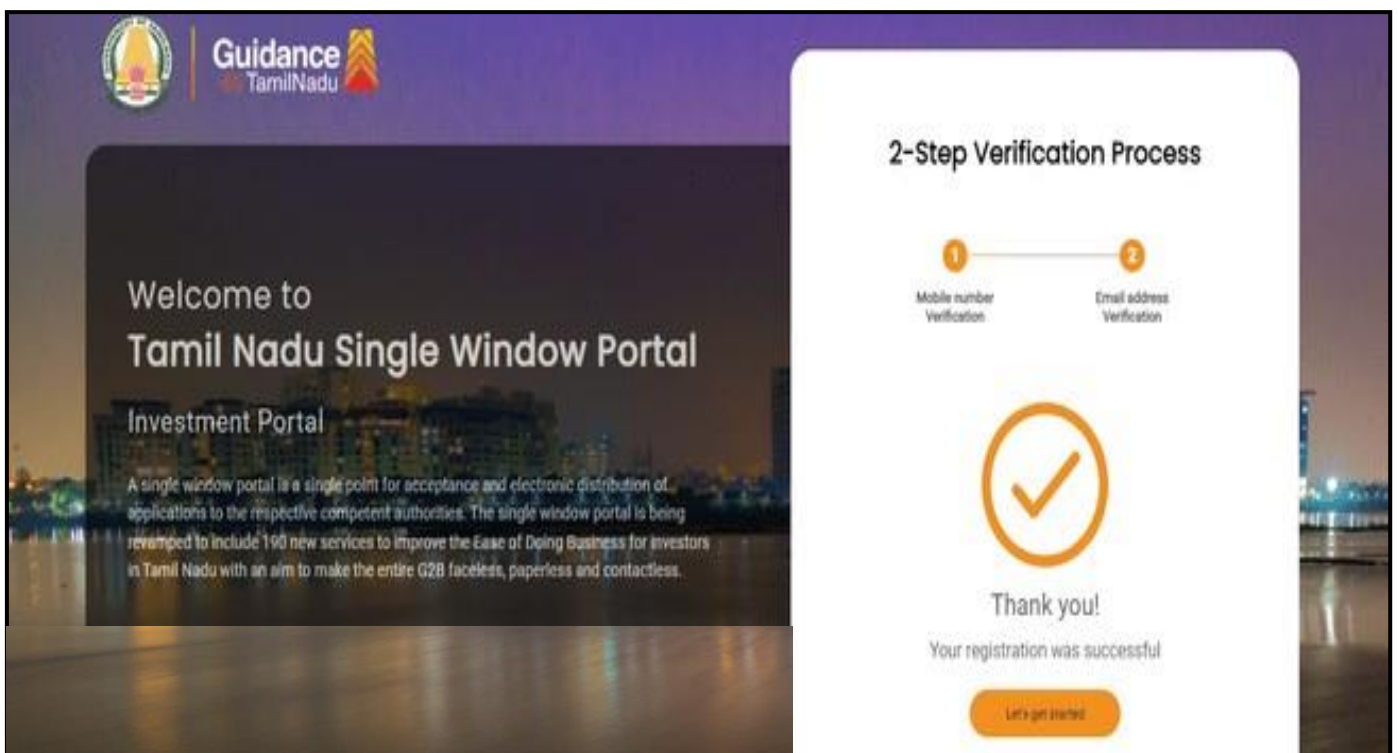 Guidance
TamilNadu
Welcome to
Tamil Nadu Single Window Portal
Investment Portal
A single window portal is a single point for acceptance and electronic distribution of
applications to the respective competent authorities. The single window portal is being
revamped to include 190 new services to improve the Ease of Doing Business for investors
in Tamil Nadu with an aim to make the entire G2B faceless, paperless and contactless.
2-Step Verification Process
1
2
Mobile number
Verification
Email address
Verification
Thank you!
Your registration was successful
Let's get started